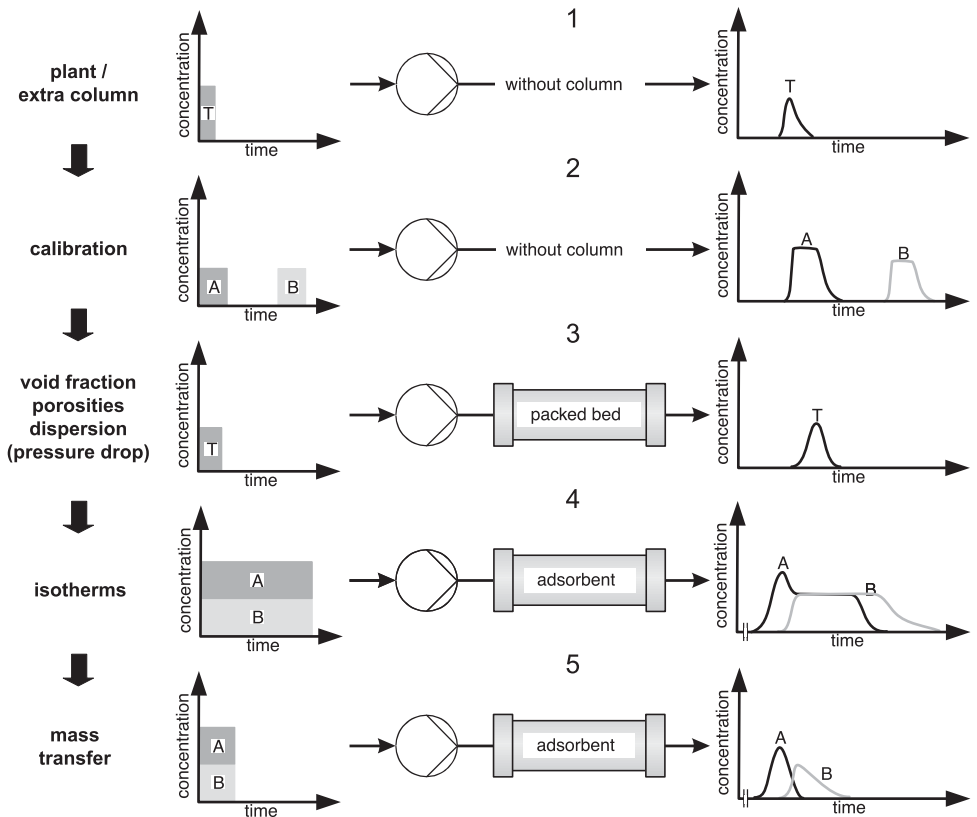 1
plant /
extra column
concentration
T
time
without column
concentration
T
time
2
calibration
concentration
A
B
time
without column
concentration
A
B
time
3
void fraction
porosities
dispersion
(pressure drop)
concentration
T
time
packed bed
concentration
T
time
4
isotherms
concentration
A
B
time
adsorbent
concentration
A
B
time
5
mass
transfer
concentration
A
B
time
adsorbent
concentration
A
B
time